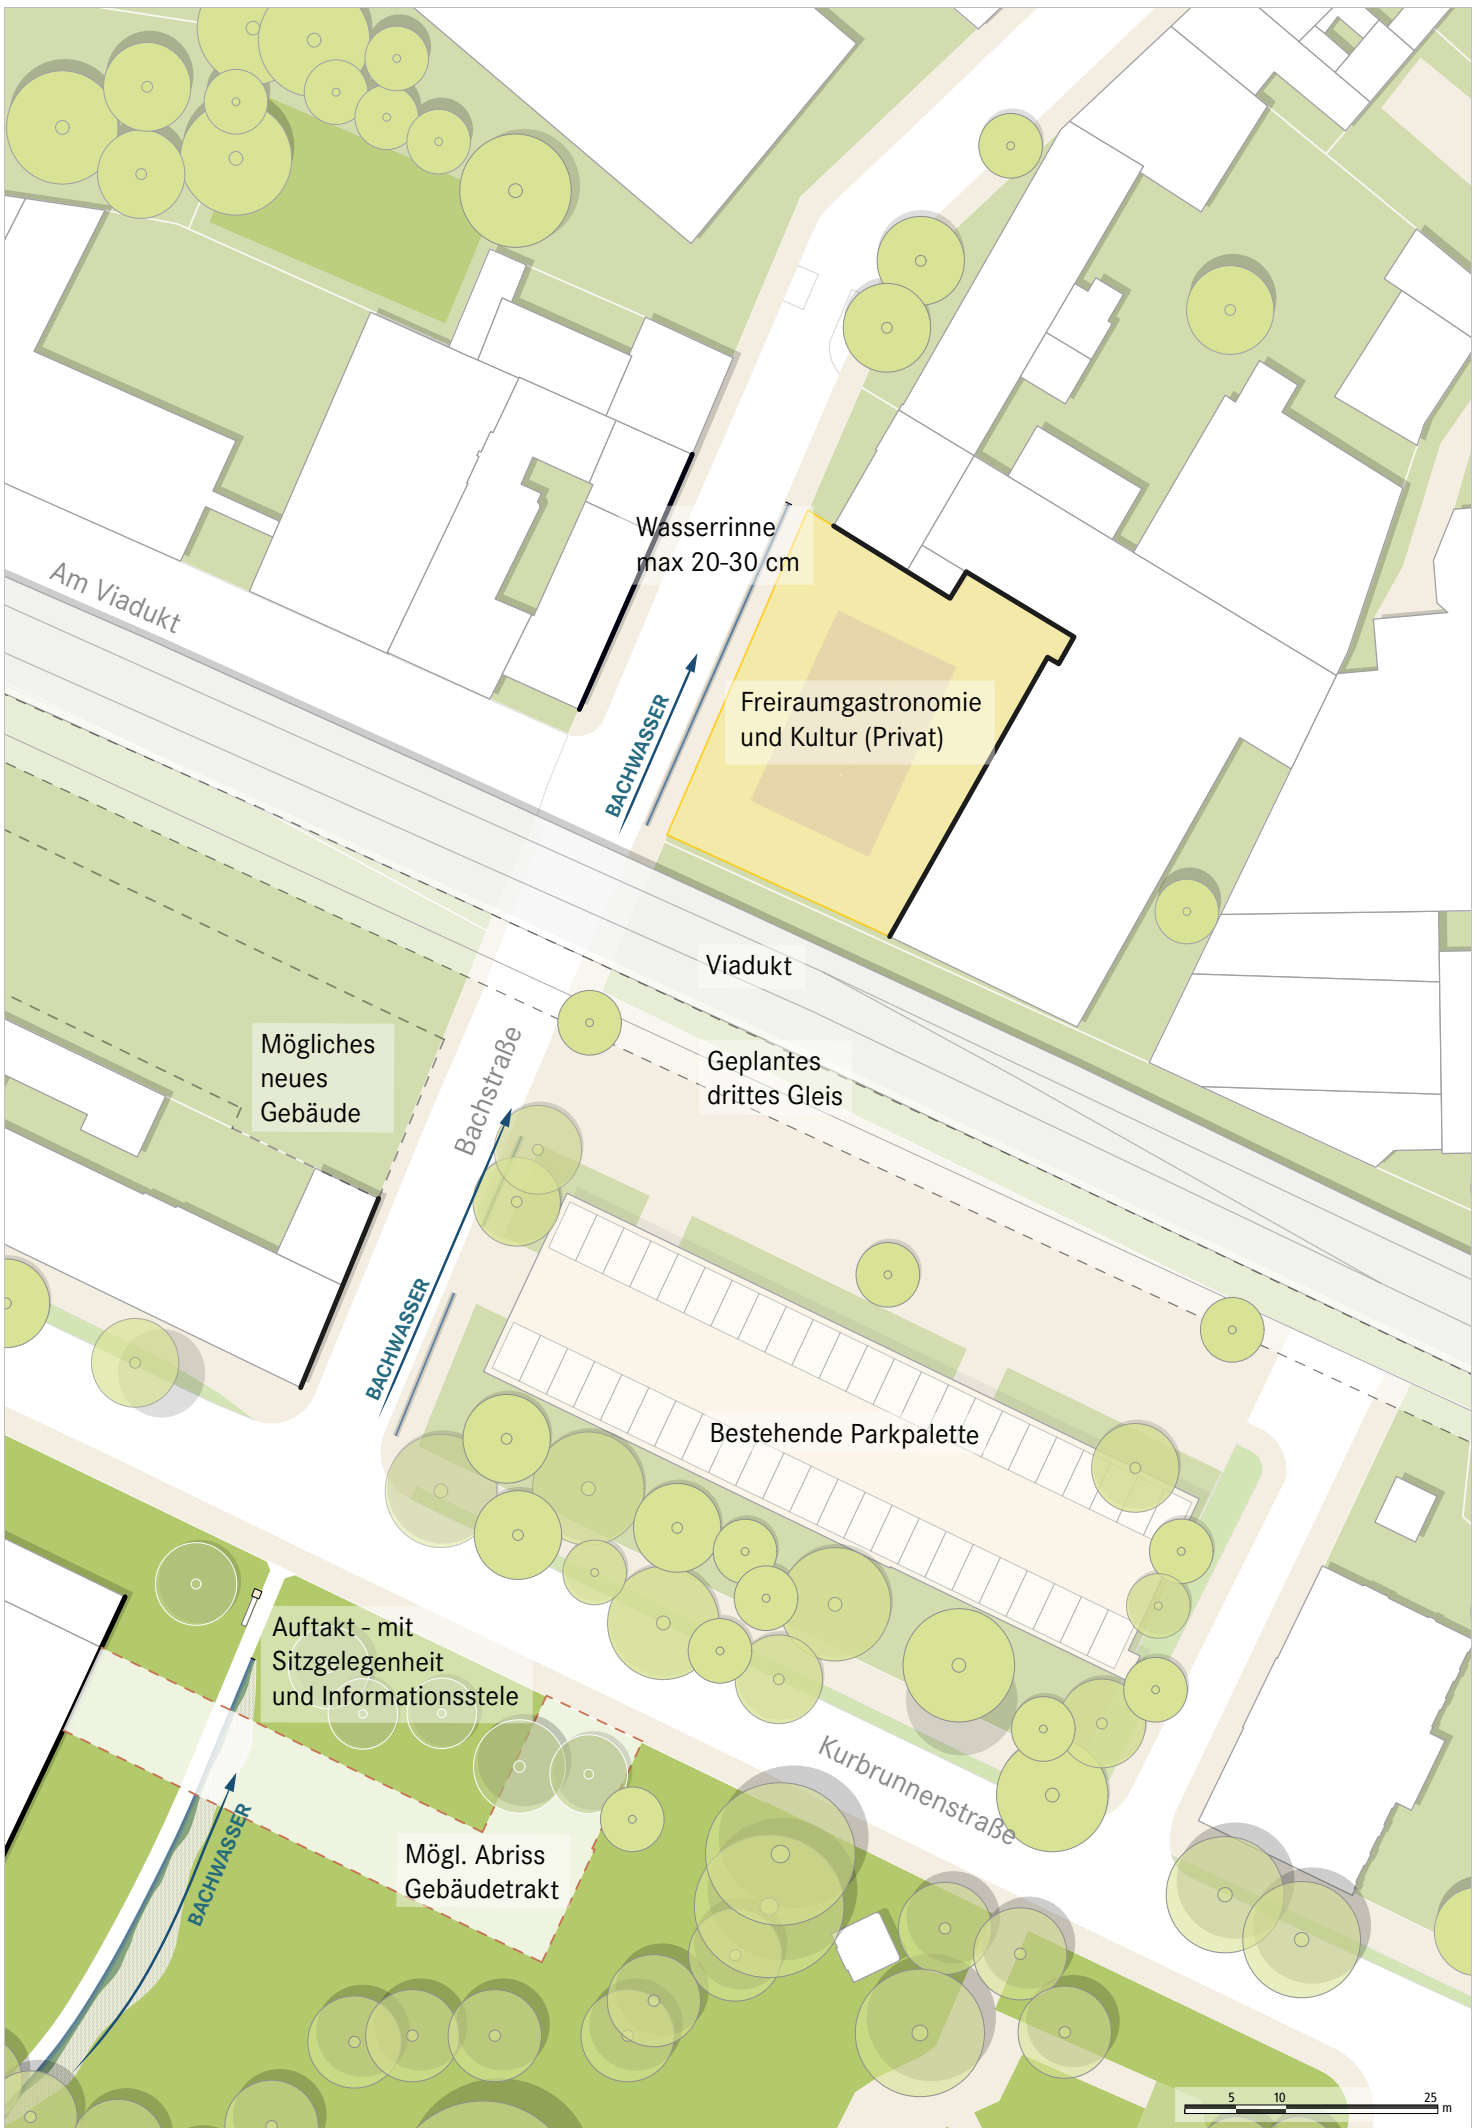 Wasserrinne
max 20-30 cm
Am Viadukt
Freiraumgastronomie
und Kultur (Privat)
BACHWASSER
Viadukt
Mögliches
neues
Gebäude
Bachstraße
Geplantes
drittes Gleis
BACHWASSER
Bestehende Parkpalette
Auftakt - mit
Sitzgelegenheit
und Informationsstele
Kurbrunnenstraße
BACHWASSER
Mögl. Abriss
Gebäudetrakt
5 10 25
m